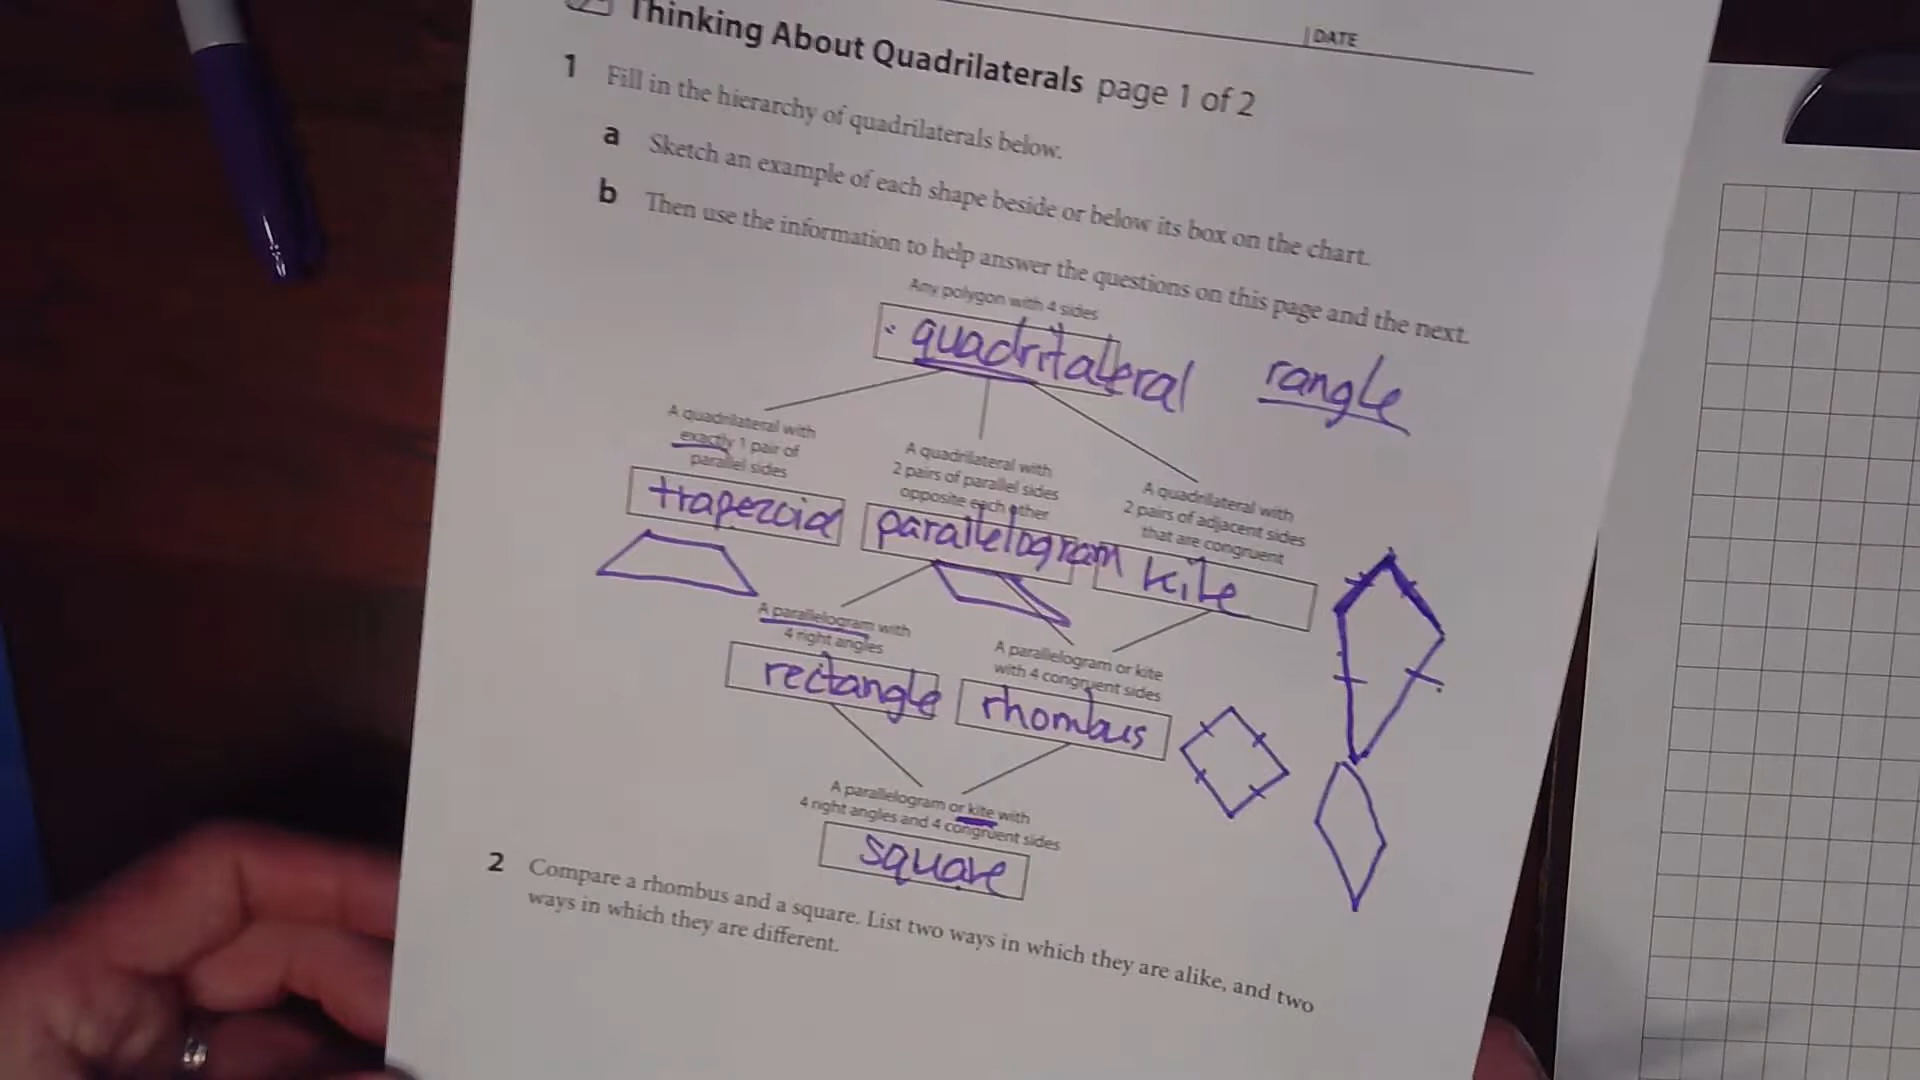 DATE
Thinking About Quadrilaterals page 1 of 2
1 Fill in the hierarchy of quadrilaterals below.
a Sketch an example of each shape beside or below its box on the chart.
b Then use the information to help answer the questions on this page and the next.
Any polygon with 4 sides
quadrilateral
rangle
A quadrilateral with
exactly 1 pair of
parallel sides
trapezoid
A quadrilateral with
2 pairs of parallel sides
opposite each other
parallelogram
A quadrilateral with
2 pairs of adjacent sides
that are congruent
kite
A parallelogram with
4 right angles
rectangle
A parallelogram or kite
with 4 congruent sides
rhombus
A parallelogram or kite with
4 right angles and 4 congruent sides
square
2 Compare a rhombus and a square. List two ways in which they are alike, and two
ways in which they are different.